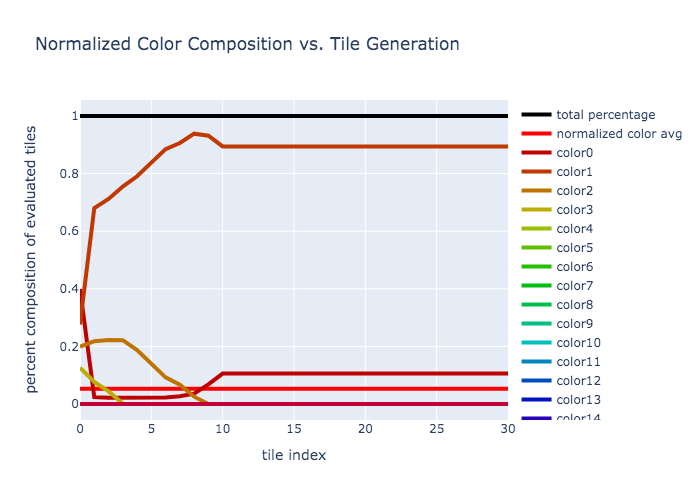 Normalized Color Composition vs. Tile Generation
percent composition of evaluated tiles
1
0.8
0.6
0.4
0.2
0
0 5 10 15 20 25 30
tile index
total percentage
normalized color avg
color0
color1
color2
color3
color4
color5
color6
color7
color8
color9
color10
color11
color12
color13
color14